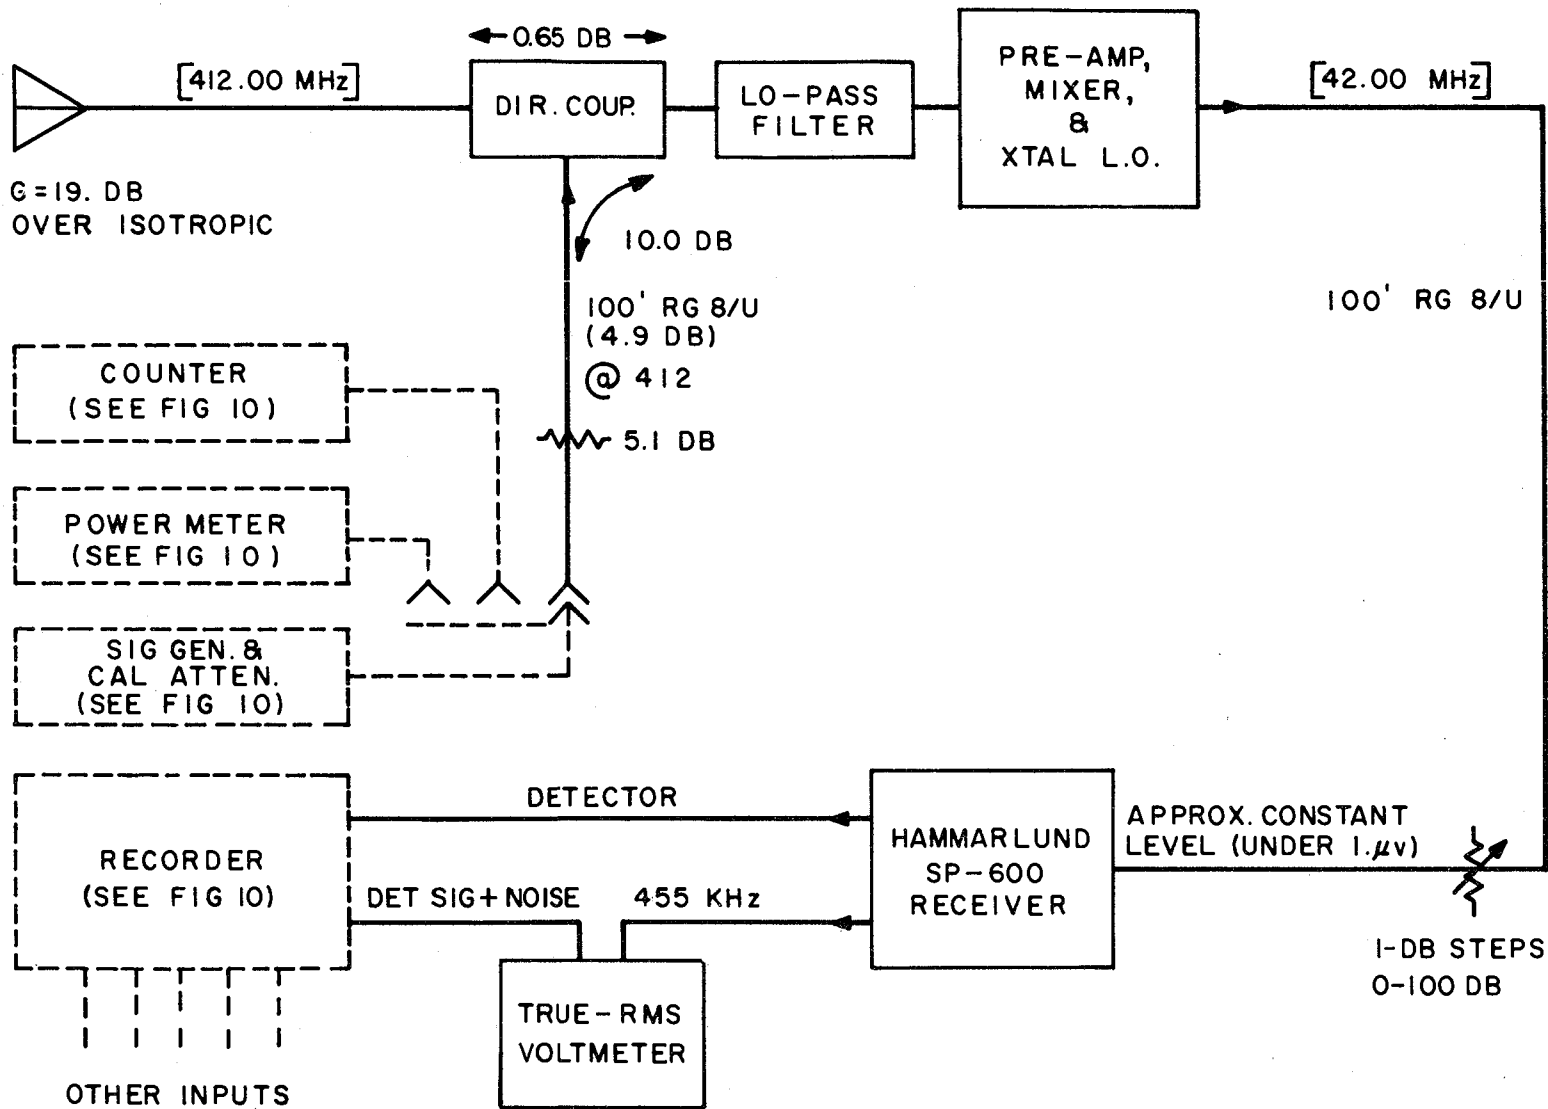 0.65 DB
[412.00 MHz]
DIR. COUP.
LO-PASS
FILTER
PRE-AMP,
MIXER,
&
XTAL L.O.
[42.00 MHz]
G=19. DB
OVER ISOTROPIC
10.0 DB
100' RG 8/U
(4.9 DB)
@ 412
5.1 DB
100' RG 8/U
COUNTER
(SEE FIG 10)
POWER METER
(SEE FIG 10)
SIG GEN. &
CAL ATTEN.
(SEE FIG 10)
RECORDER
(SEE FIG 10)
DETECTOR
DET SIG+NOISE
455 KHz
HAMMARLUND
SP-600
RECEIVER
APPROX. CONSTANT
LEVEL (UNDER 1.μv)
1-DB STEPS
0-100 DB
TRUE-RMS
VOLTMETER
OTHER INPUTS